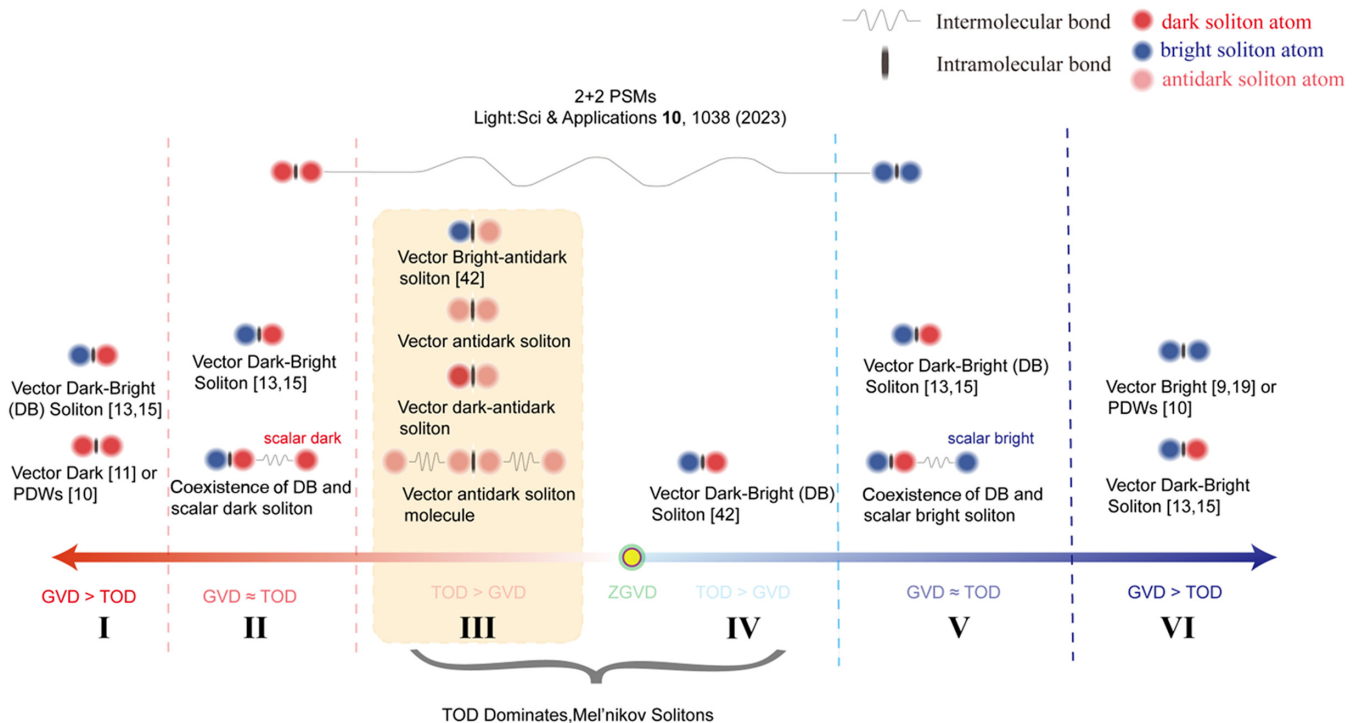 Intermolecular bond
dark soliton atom
Intramolecular bond
bright soliton atom
antidark soliton atom
2+2 PSMs
Light:Sci & Applications 10, 1038 (2023)
Vector Bright-antidark
soliton [42]
Vector antidark soliton
Vector dark-antidark
soliton
Vector antidark soliton
molecule
Vector Dark-Bright
(DB) Soliton [13,15]
Vector Dark [11] or
PDWs [10]
Vector Dark-Bright
Soliton [13,15]
scalar dark
Coexistence of DB and
scalar dark soliton
Vector Dark-Bright (DB)
Soliton [42]
Vector Dark-Bright (DB)
Soliton [13,15]
scalar bright
Coexistence of DB and
scalar bright soliton
Vector Bright [9,19] or
PDWs [10]
Vector Dark-Bright
Soliton [13,15]
GVD > TOD
GVD ≈ TOD
TOD > GVD
ZGVD
TOD > GVD
GVD ≈ TOD
GVD > TOD
I
II
III
IV
V
VI
TOD Dominates,Mel'nikov Solitons